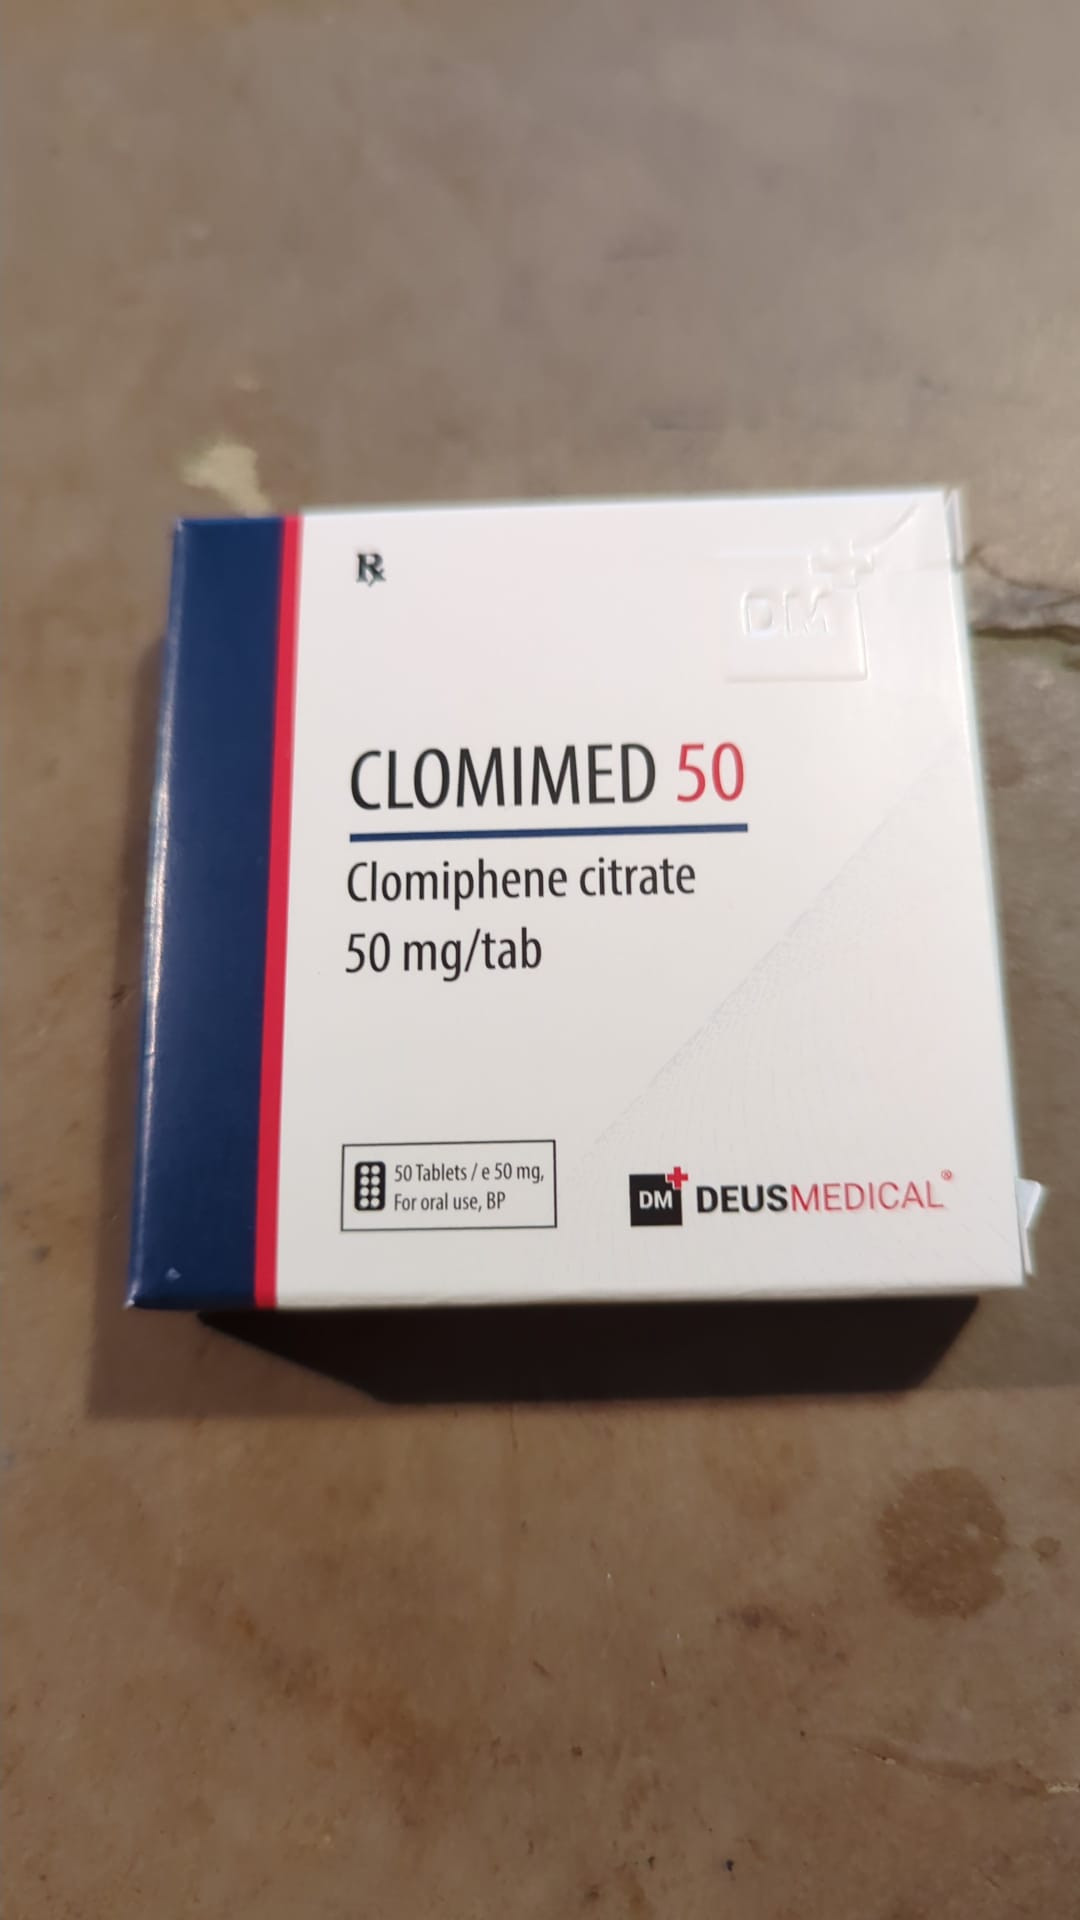 ℞
DM
CLOMIMED 50
Clomiphene citrate
50 mg/tab
50 Tablets / e 50 mg,
For oral use, BP
DM DEUSMEDICAL®